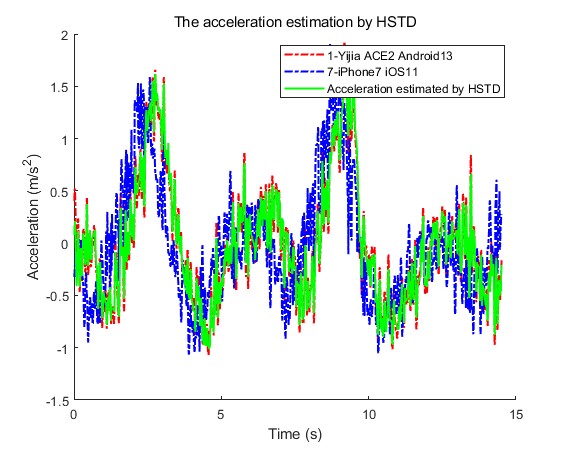 The acceleration estimation by HSTD
1-Yijia ACE2 Android13
7-iPhone7 iOS11
Acceleration estimated by HSTD
Acceleration (m/s²)
2
1.5
1
0.5
0
-0.5
-1
-1.5
0 5 10 15
Time (s)